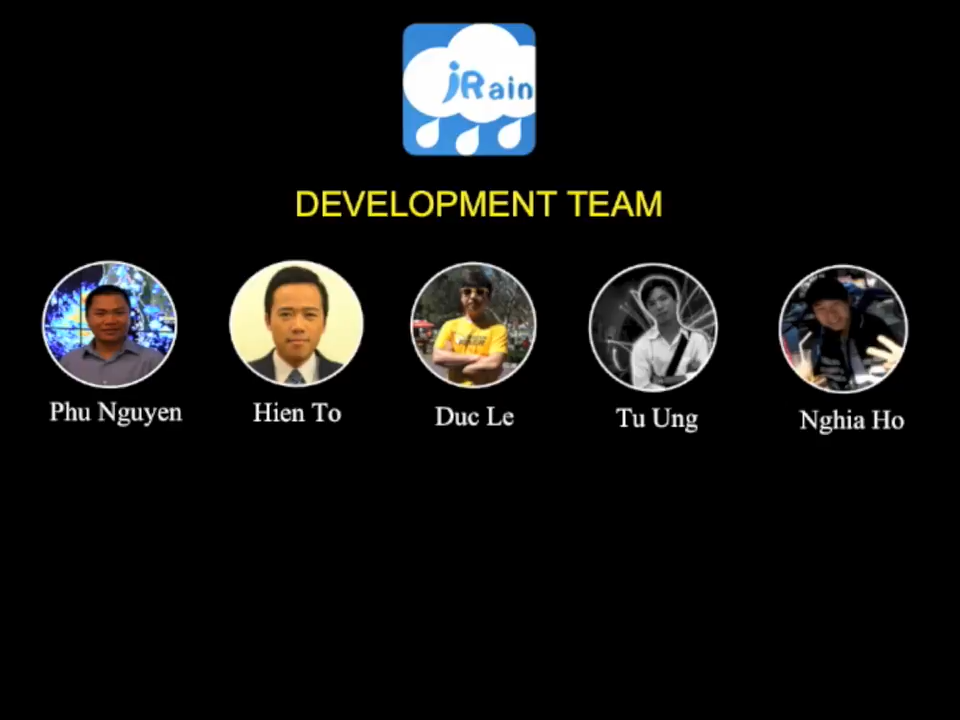 iRain
DEVELOPMENT TEAM
Phu Nguyen
Hien To
Duc Le
Tu Ung
Nghia Ho